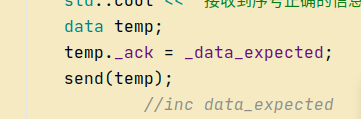 std::cout << "接收到序号正确的信息
data temp;
temp._ack = _data_expected;
send(temp);
//inc data_expected